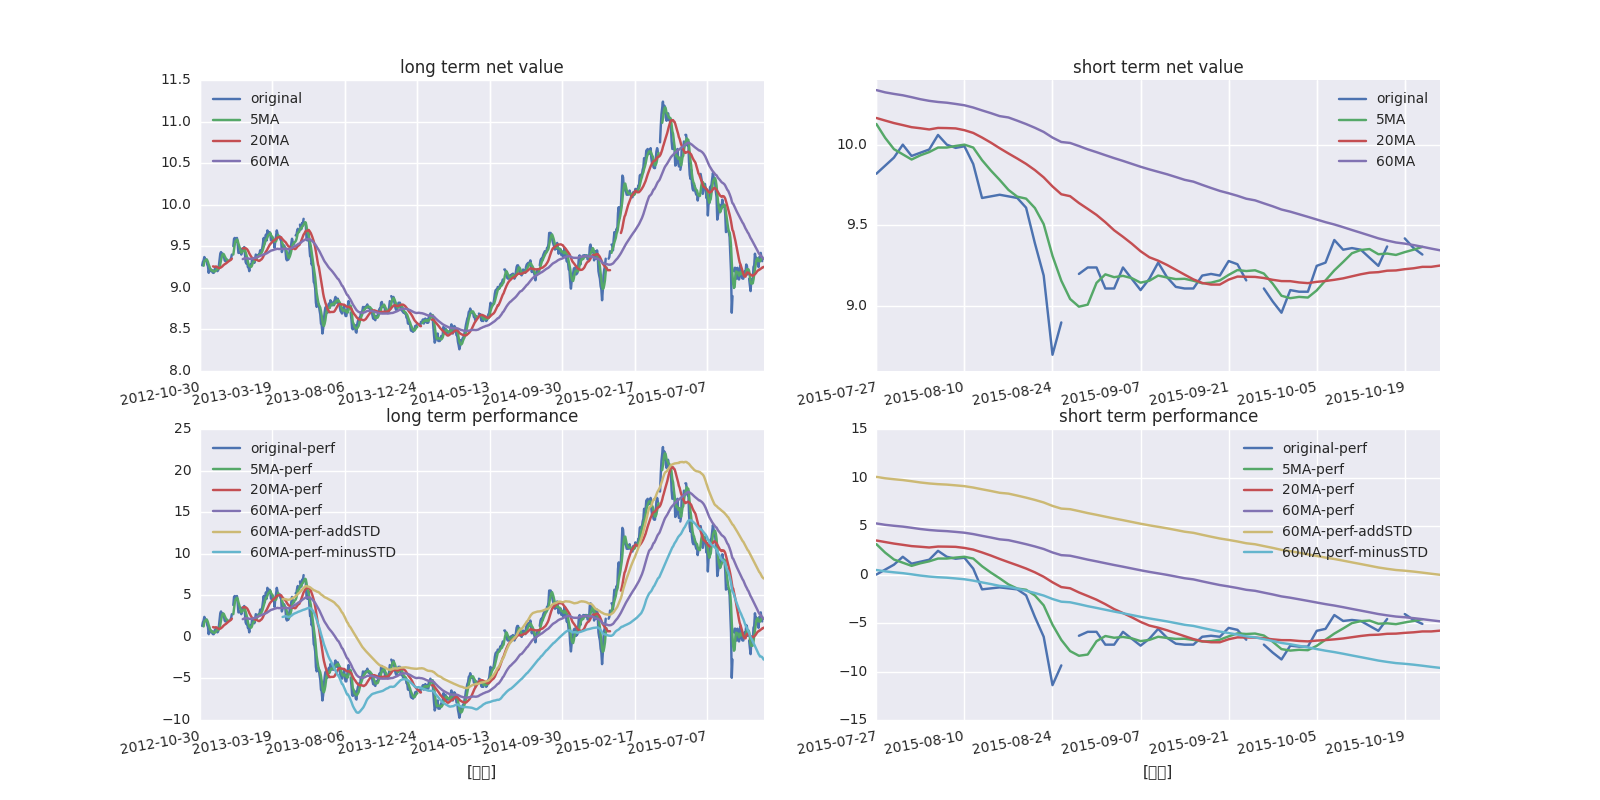 long term net value
11.5
11.0
10.5
10.0
9.5
9.0
8.5
8.0
original
5MA
20MA
60MA
2012-10-30
2013-03-19
2013-08-06
2013-12-24
2014-05-13
2014-09-30
2015-02-17
2015-07-07
short term net value
10.0
9.5
9.0
original
5MA
20MA
60MA
2015-07-27
2015-08-10
2015-08-24
2015-09-07
2015-09-21
2015-10-05
2015-10-19
long term performance
25
20
15
10
5
0
−5
−10
original-perf
5MA-perf
20MA-perf
60MA-perf
60MA-perf-addSTD
60MA-perf-minusSTD
2012-10-30
2013-03-19
2013-08-06
2013-12-24
2014-05-13
2014-09-30
2015-02-17
2015-07-07
short term performance
15
10
5
0
−5
−10
−15
original-perf
5MA-perf
20MA-perf
60MA-perf
60MA-perf-addSTD
60MA-perf-minusSTD
2015-07-27
2015-08-10
2015-08-24
2015-09-07
2015-09-21
2015-10-05
2015-10-19